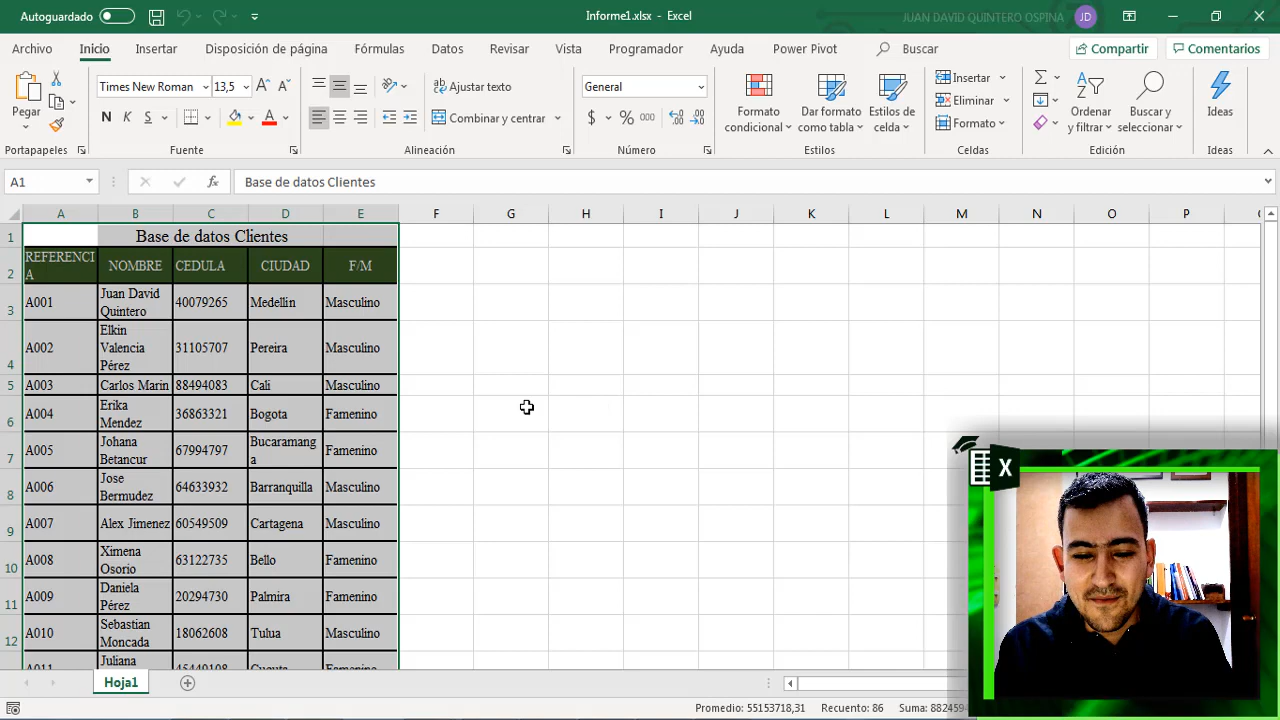 Autoguardado
Informe1.xlsx - Excel
JUAN DAVID QUINTERO OSPINA
JD
Archivo Inicio Insertar Disposición de página Fórmulas Datos Revisar Vista Programador Ayuda Power Pivot Buscar Compartir Comentarios
Times New Roman 13,5 Ajustar texto General Insertar
Pegar N K S Combinar y centrar $ % 000 Formato condicional Dar formato como tabla Estilos de celda Eliminar Formato Ordenar y filtrar Buscar y seleccionar Ideas
Portapapeles Fuente Alineación Número Estilos Celdas Edición Ideas
A1 fx Base de datos Clientes
A B C D E F G H I J K L M N O P
1 Base de datos Clientes
2 REFERENCIA NOMBRE CEDULA CIUDAD F/M
3 A001 Juan David Quintero 40079265 Medellin Masculino
4 A002 Elkin Valencia Pérez 31105707 Pereira Masculino
5 A003 Carlos Marin 88494083 Cali Masculino
6 A004 Erika Mendez 36863321 Bogota Famenino
7 A005 Johana Betancur 67994797 Bucaramanga Famenino
8 A006 Jose Bermudez 64633932 Barranquilla Masculino
9 A007 Alex Jimenez 60549509 Cartagena Masculino
10 A008 Ximena Osorio 63122735 Bello Famenino
11 A009 Daniela Pérez 20294730 Palmira Famenino
12 A010 Sebastian Moncada 18062608 Tulua Masculino
Juliana
X
Hoja1
Promedio: 55153718,31 Recuento: 86 Suma: 8824594